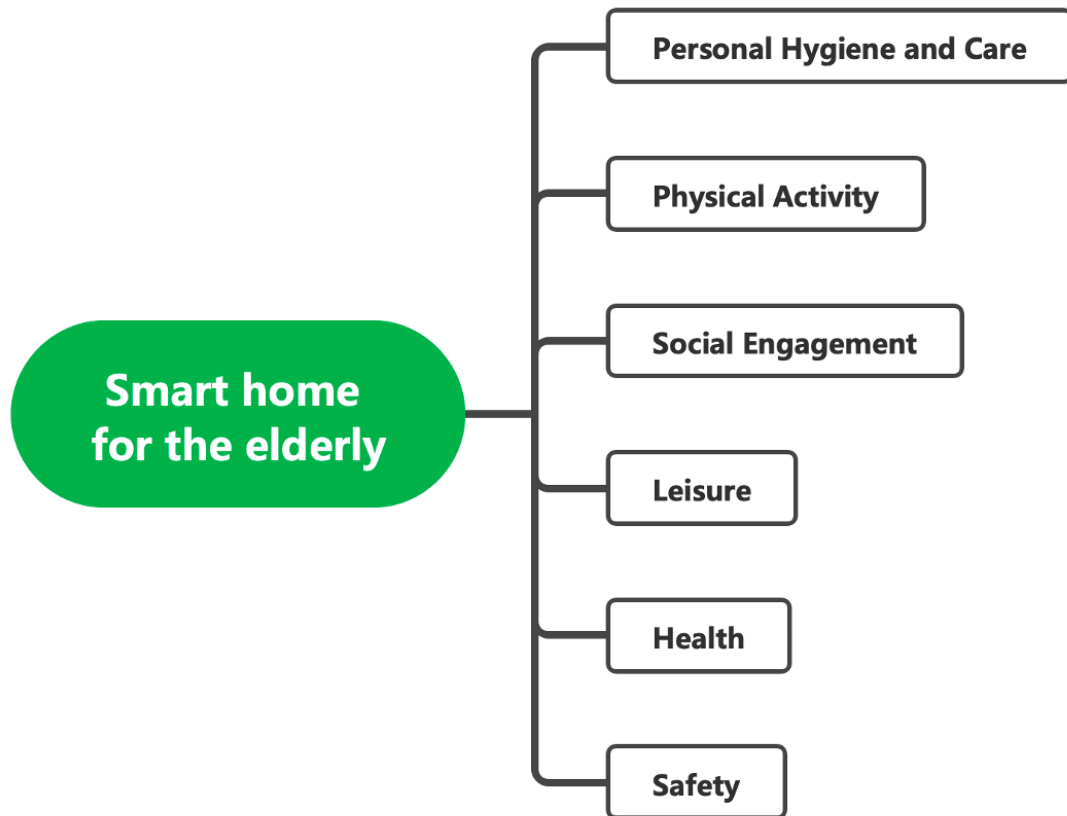 Personal Hygiene and Care
Physical Activity
Social Engagement
Smart home
for the elderly
Leisure
Health
Safety